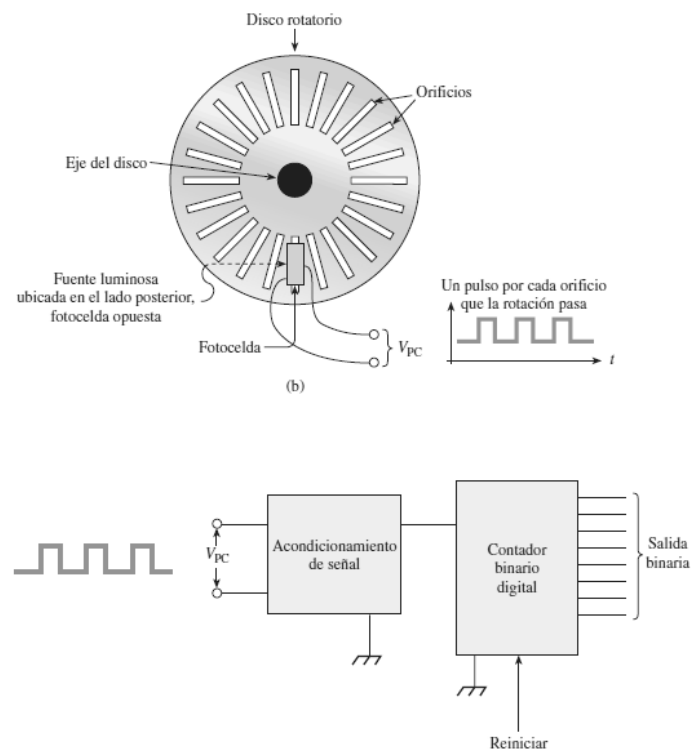 Disco rotatorio
Orificios
Eje del disco
Fuente luminosa
ubicada en el lado posterior,
fotocelda opuesta
Un pulso por cada orificio
que la rotación pasa
Fotocelda
V_PC
t
(b)
V_PC
Acondicionamiento
de señal
Contador
binario
digital
Salida
binaria
Reiniciar